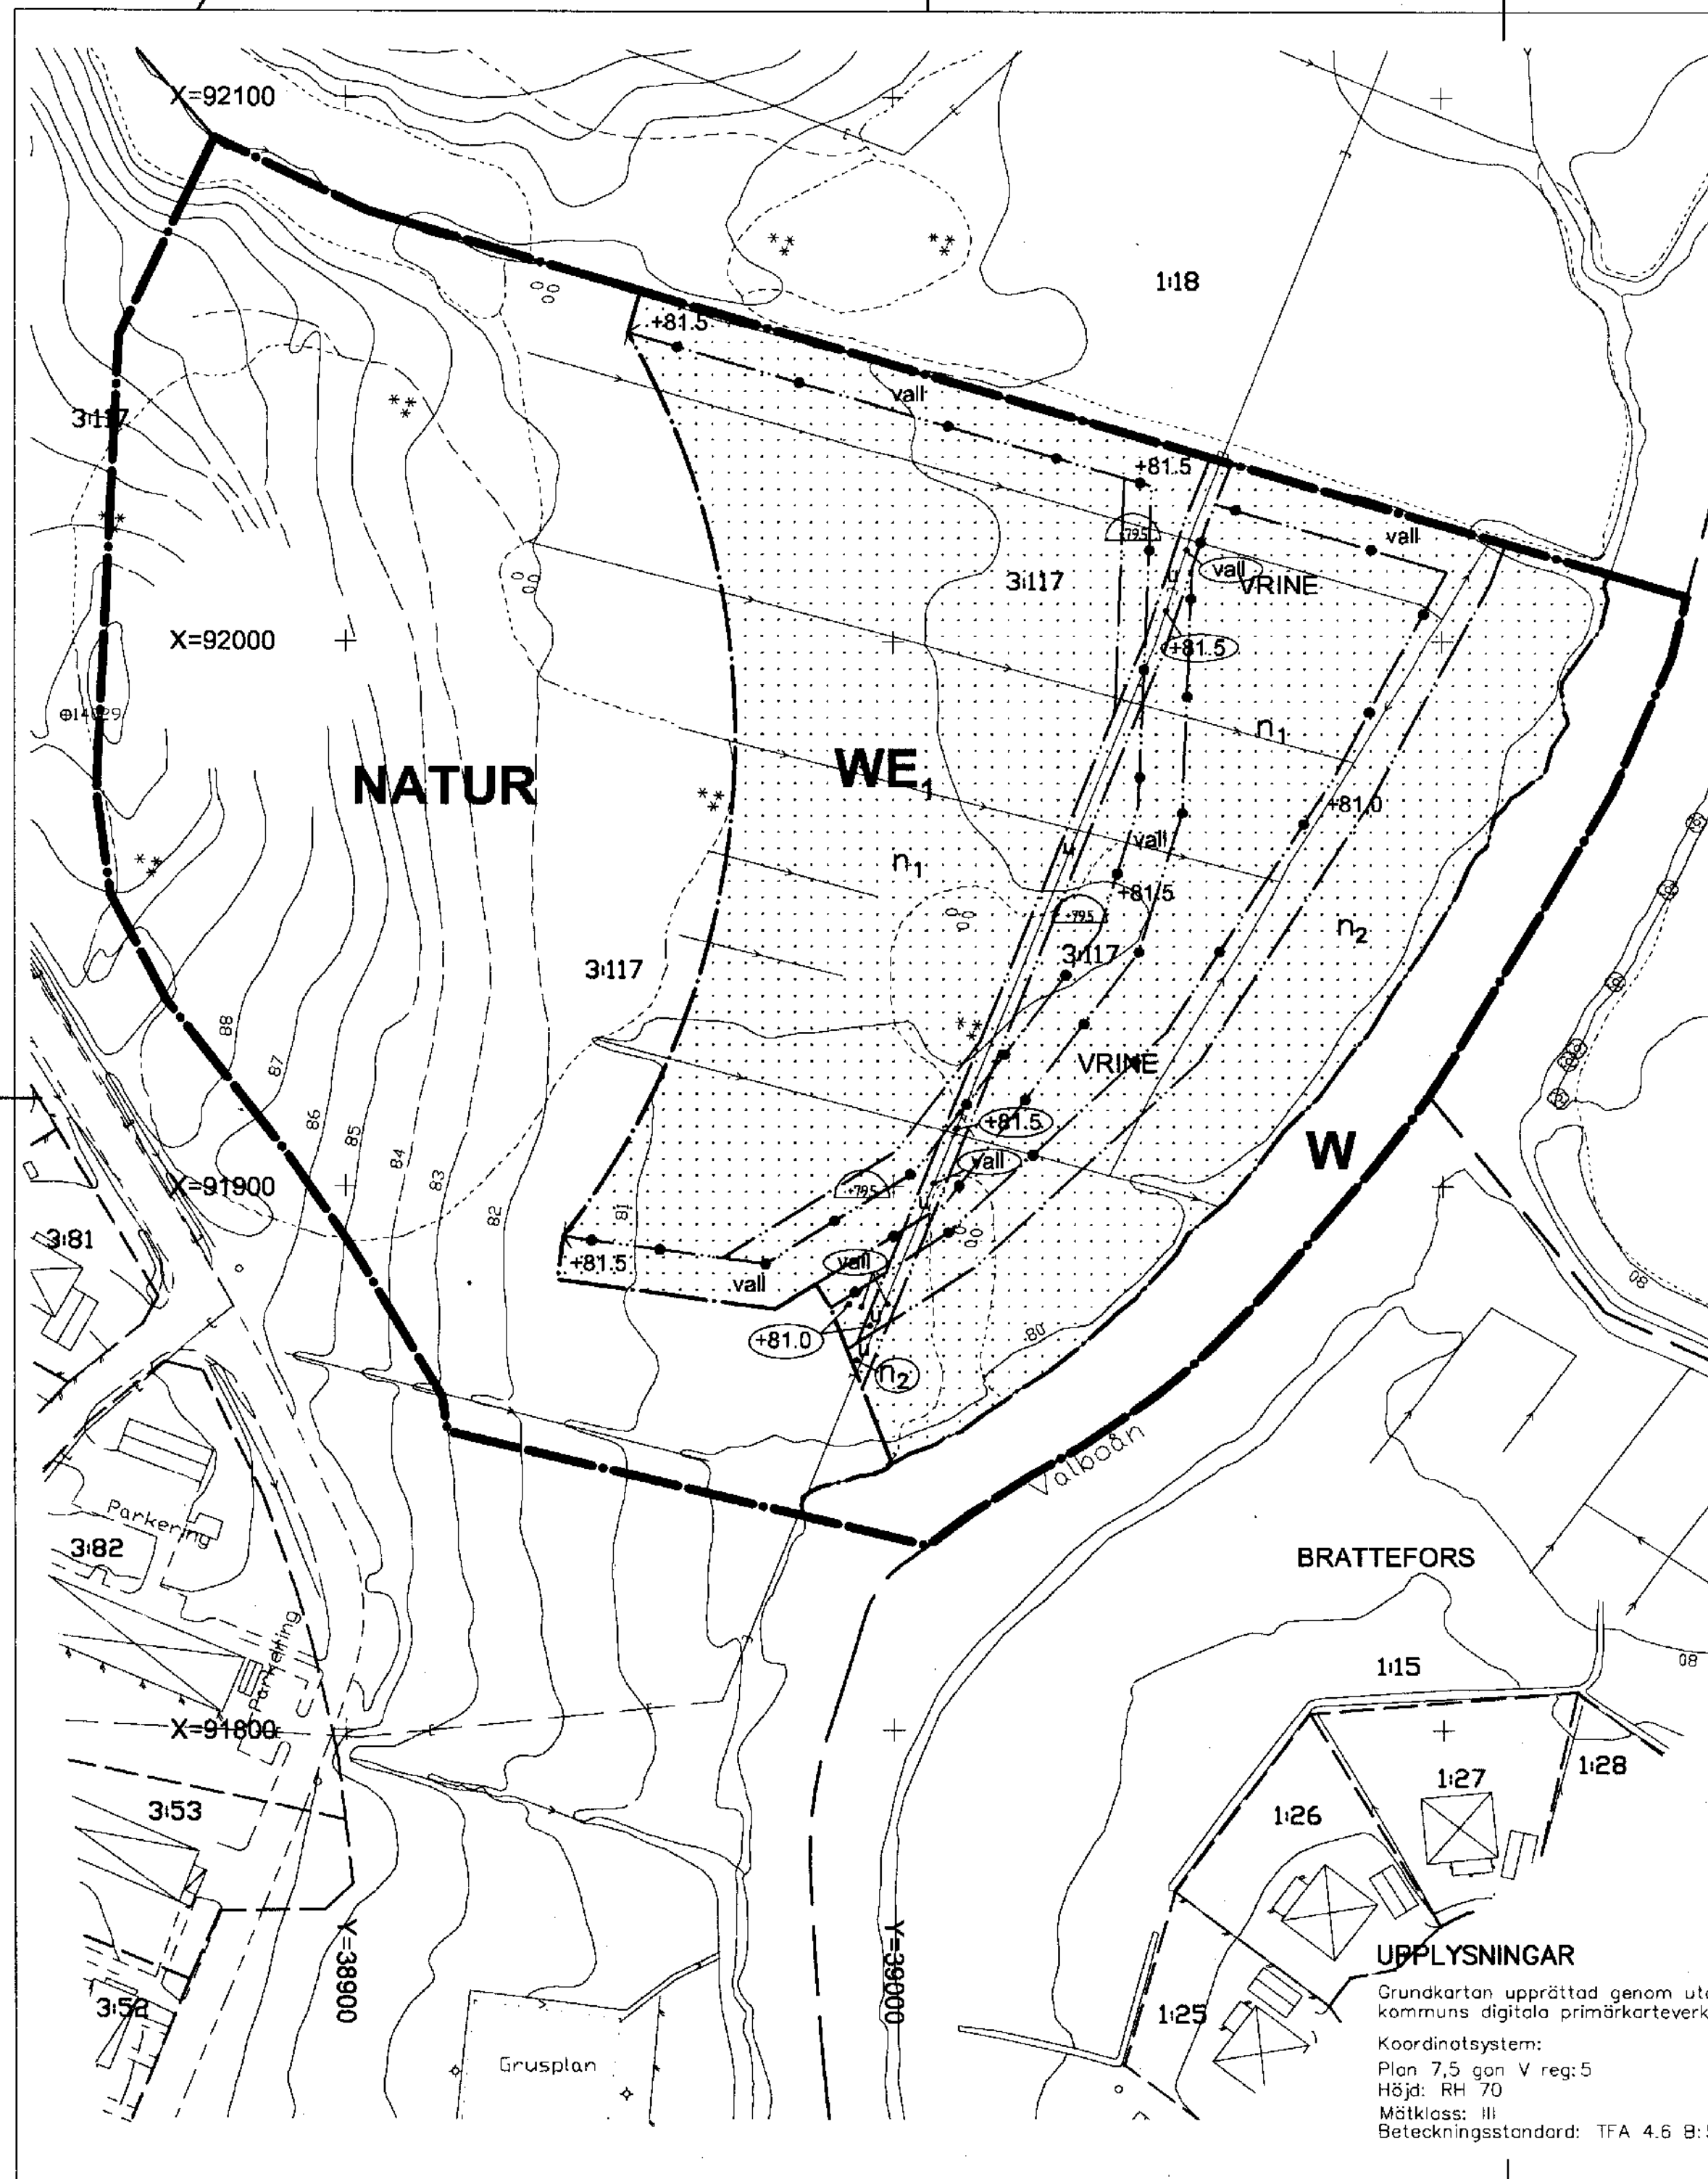 X=92100
1:18
+81.5
vall
3:117
+81.5
vall
+79.5
vall
VRINE
3:117
u
X=92000
+81.5
14029
n1
NATUR
WE1
+81.0
u
vall
n1
+81.5
+79.5
n2
3:117
3:117
88
87
VRINE
86
85
84
+81.5
W
83
vall
X=91900
+79.5
82
81
u
3:81
+81.5
vall
vall
80
80
u
+81.0
u
n2
Valboån
Parkering
3:82
BRATTEFORS
Parkering
1:15
80
X=91800
1:28
1:27
3:53
1:26
Y=38900
Y=39000
UPPLYSNINGAR
3:52
1:25
Grundkartan upprättad genom
kommuns digitala primärkarteverk
Koordinatsystem:
Grusplan
Plan 7,5 gon V reg:5
Höjd: RH 70
Mätklass: III
Beteckningsstandard: TFA 4.6